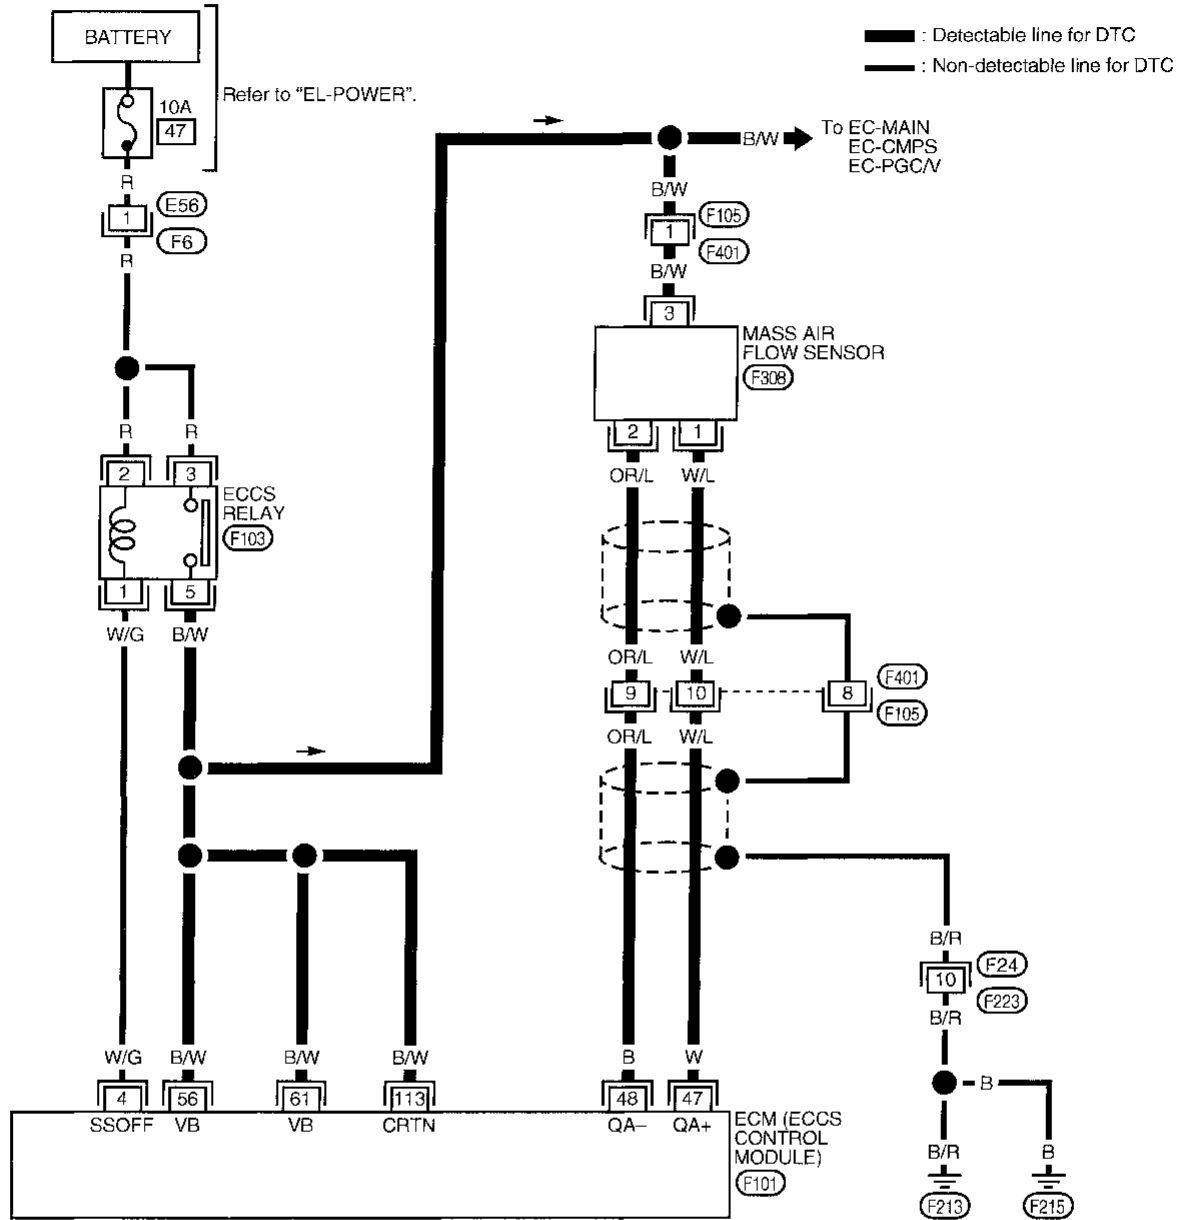 BATTERY
: Detectable line for DTC
: Non-detectable line for DTC
Refer to "EL-POWER".
10A
47
R
1
E56
F6
R
B/W
To EC-MAIN
EC-CMPS
EC-PGC/V
B/W
1
F105
F401
B/W
3
MASS AIR
FLOW SENSOR
F308
2 1
OR/L W/L
R R
2 3
ECCS
RELAY
F103
1 5
W/G B/W
OR/L W/L
9 10 8
F401
F105
OR/L W/L
B/R
10
F24
F223
B/R
B
B/R B
F213 F215
W/G B/W B/W B/W B W
4 56 61 113 48 47
SSOFF VB VB CRTN QA– QA+
ECM (ECCS
CONTROL
MODULE)
F101